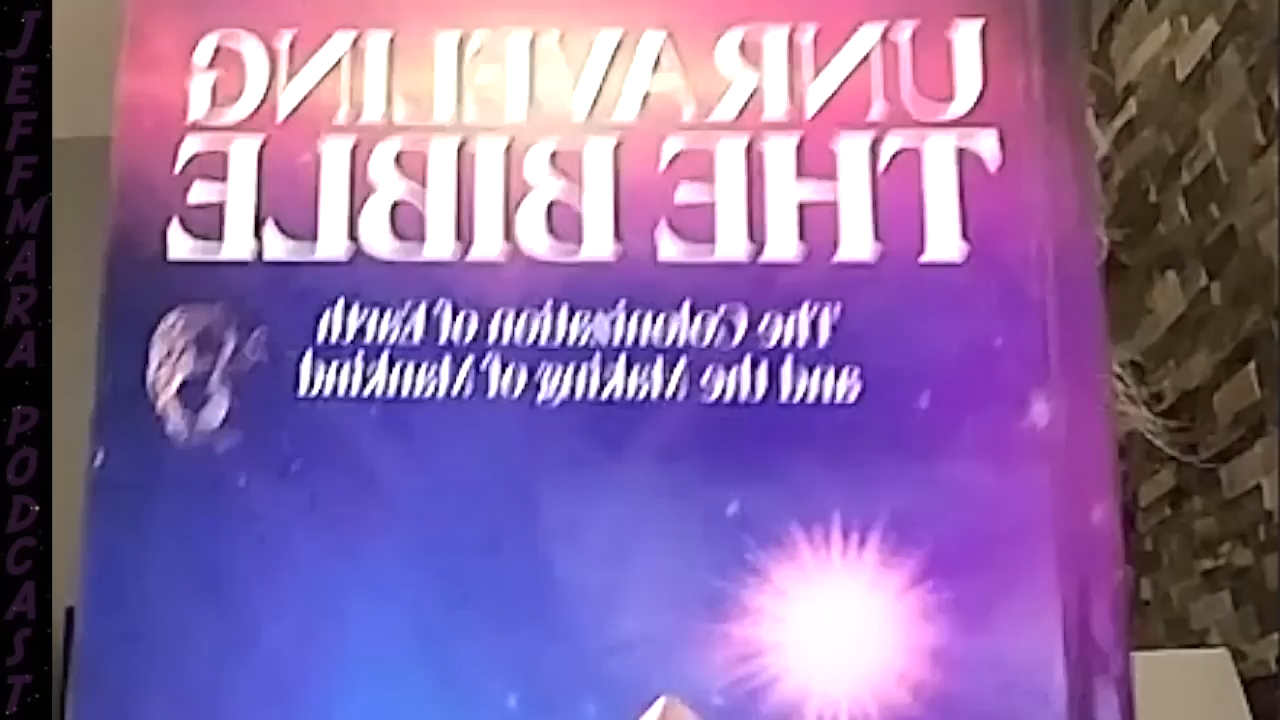 JEFFMARA PODCAST
UNRAVELING
THE BIBLE
The Colonization of Earth
and the Making of Mankind